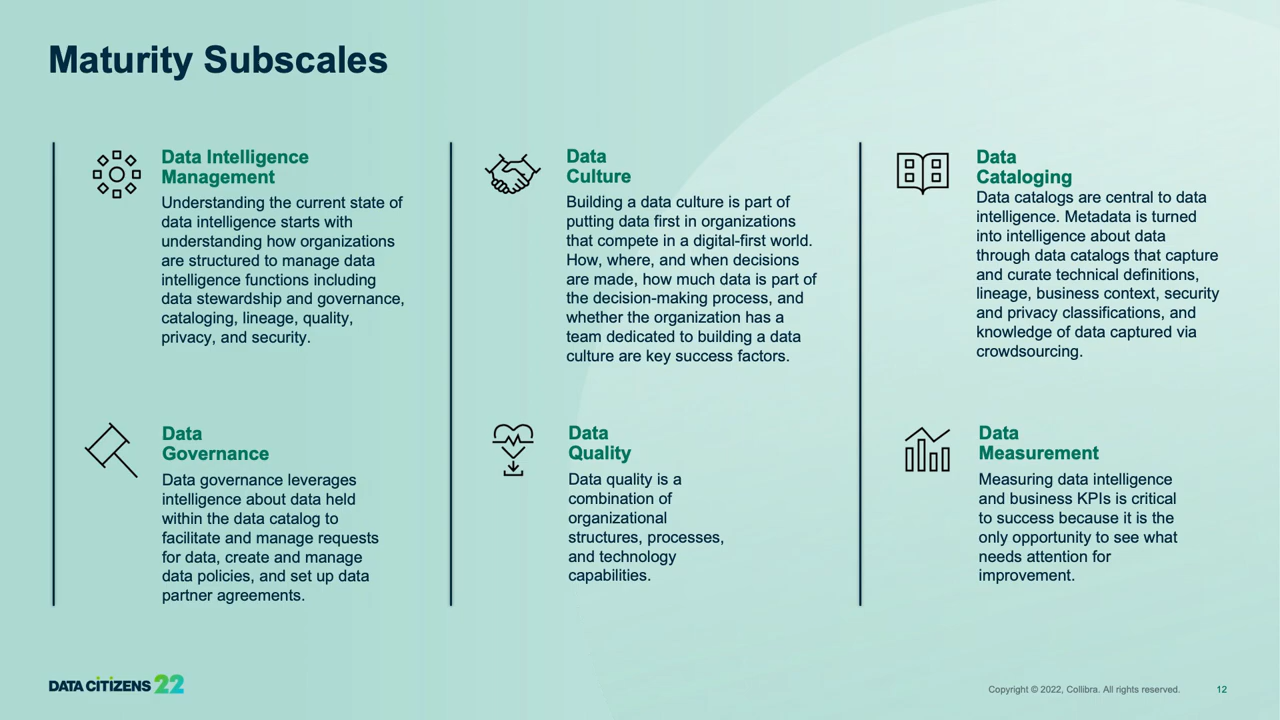 Maturity Subscales
Data Intelligence
Management
Understanding the current state of
data intelligence starts with
understanding how organizations
are structured to manage data
intelligence functions including
data stewardship and governance,
cataloging, lineage, quality,
privacy, and security.
Data
Culture
Building a data culture is part of
putting data first in organizations
that compete in a digital-first world.
How, where, and when decisions
are made, how much data is part of
the decision-making process, and
whether the organization has a
team dedicated to building a data
culture are key success factors.
Data
Cataloging
Data catalogs are central to data
intelligence. Metadata is turned
into intelligence about data
through data catalogs that capture
and curate technical definitions,
lineage, business context, security
and privacy classifications, and
knowledge of data captured via
crowdsourcing.
Data
Governance
Data governance leverages
intelligence about data held
within the data catalog to
facilitate and manage requests
for data, create and manage
data policies, and set up data
partner agreements.
Data
Quality
Data quality is a
combination of
organizational
structures, processes,
and technology
capabilities.
Data
Measurement
Measuring data intelligence
and business KPIs is critical
to success because it is the
only opportunity to see what
needs attention for
improvement.
DATA CITIZENS 22
Copyright © 2022, Collibra. All rights reserved.
12